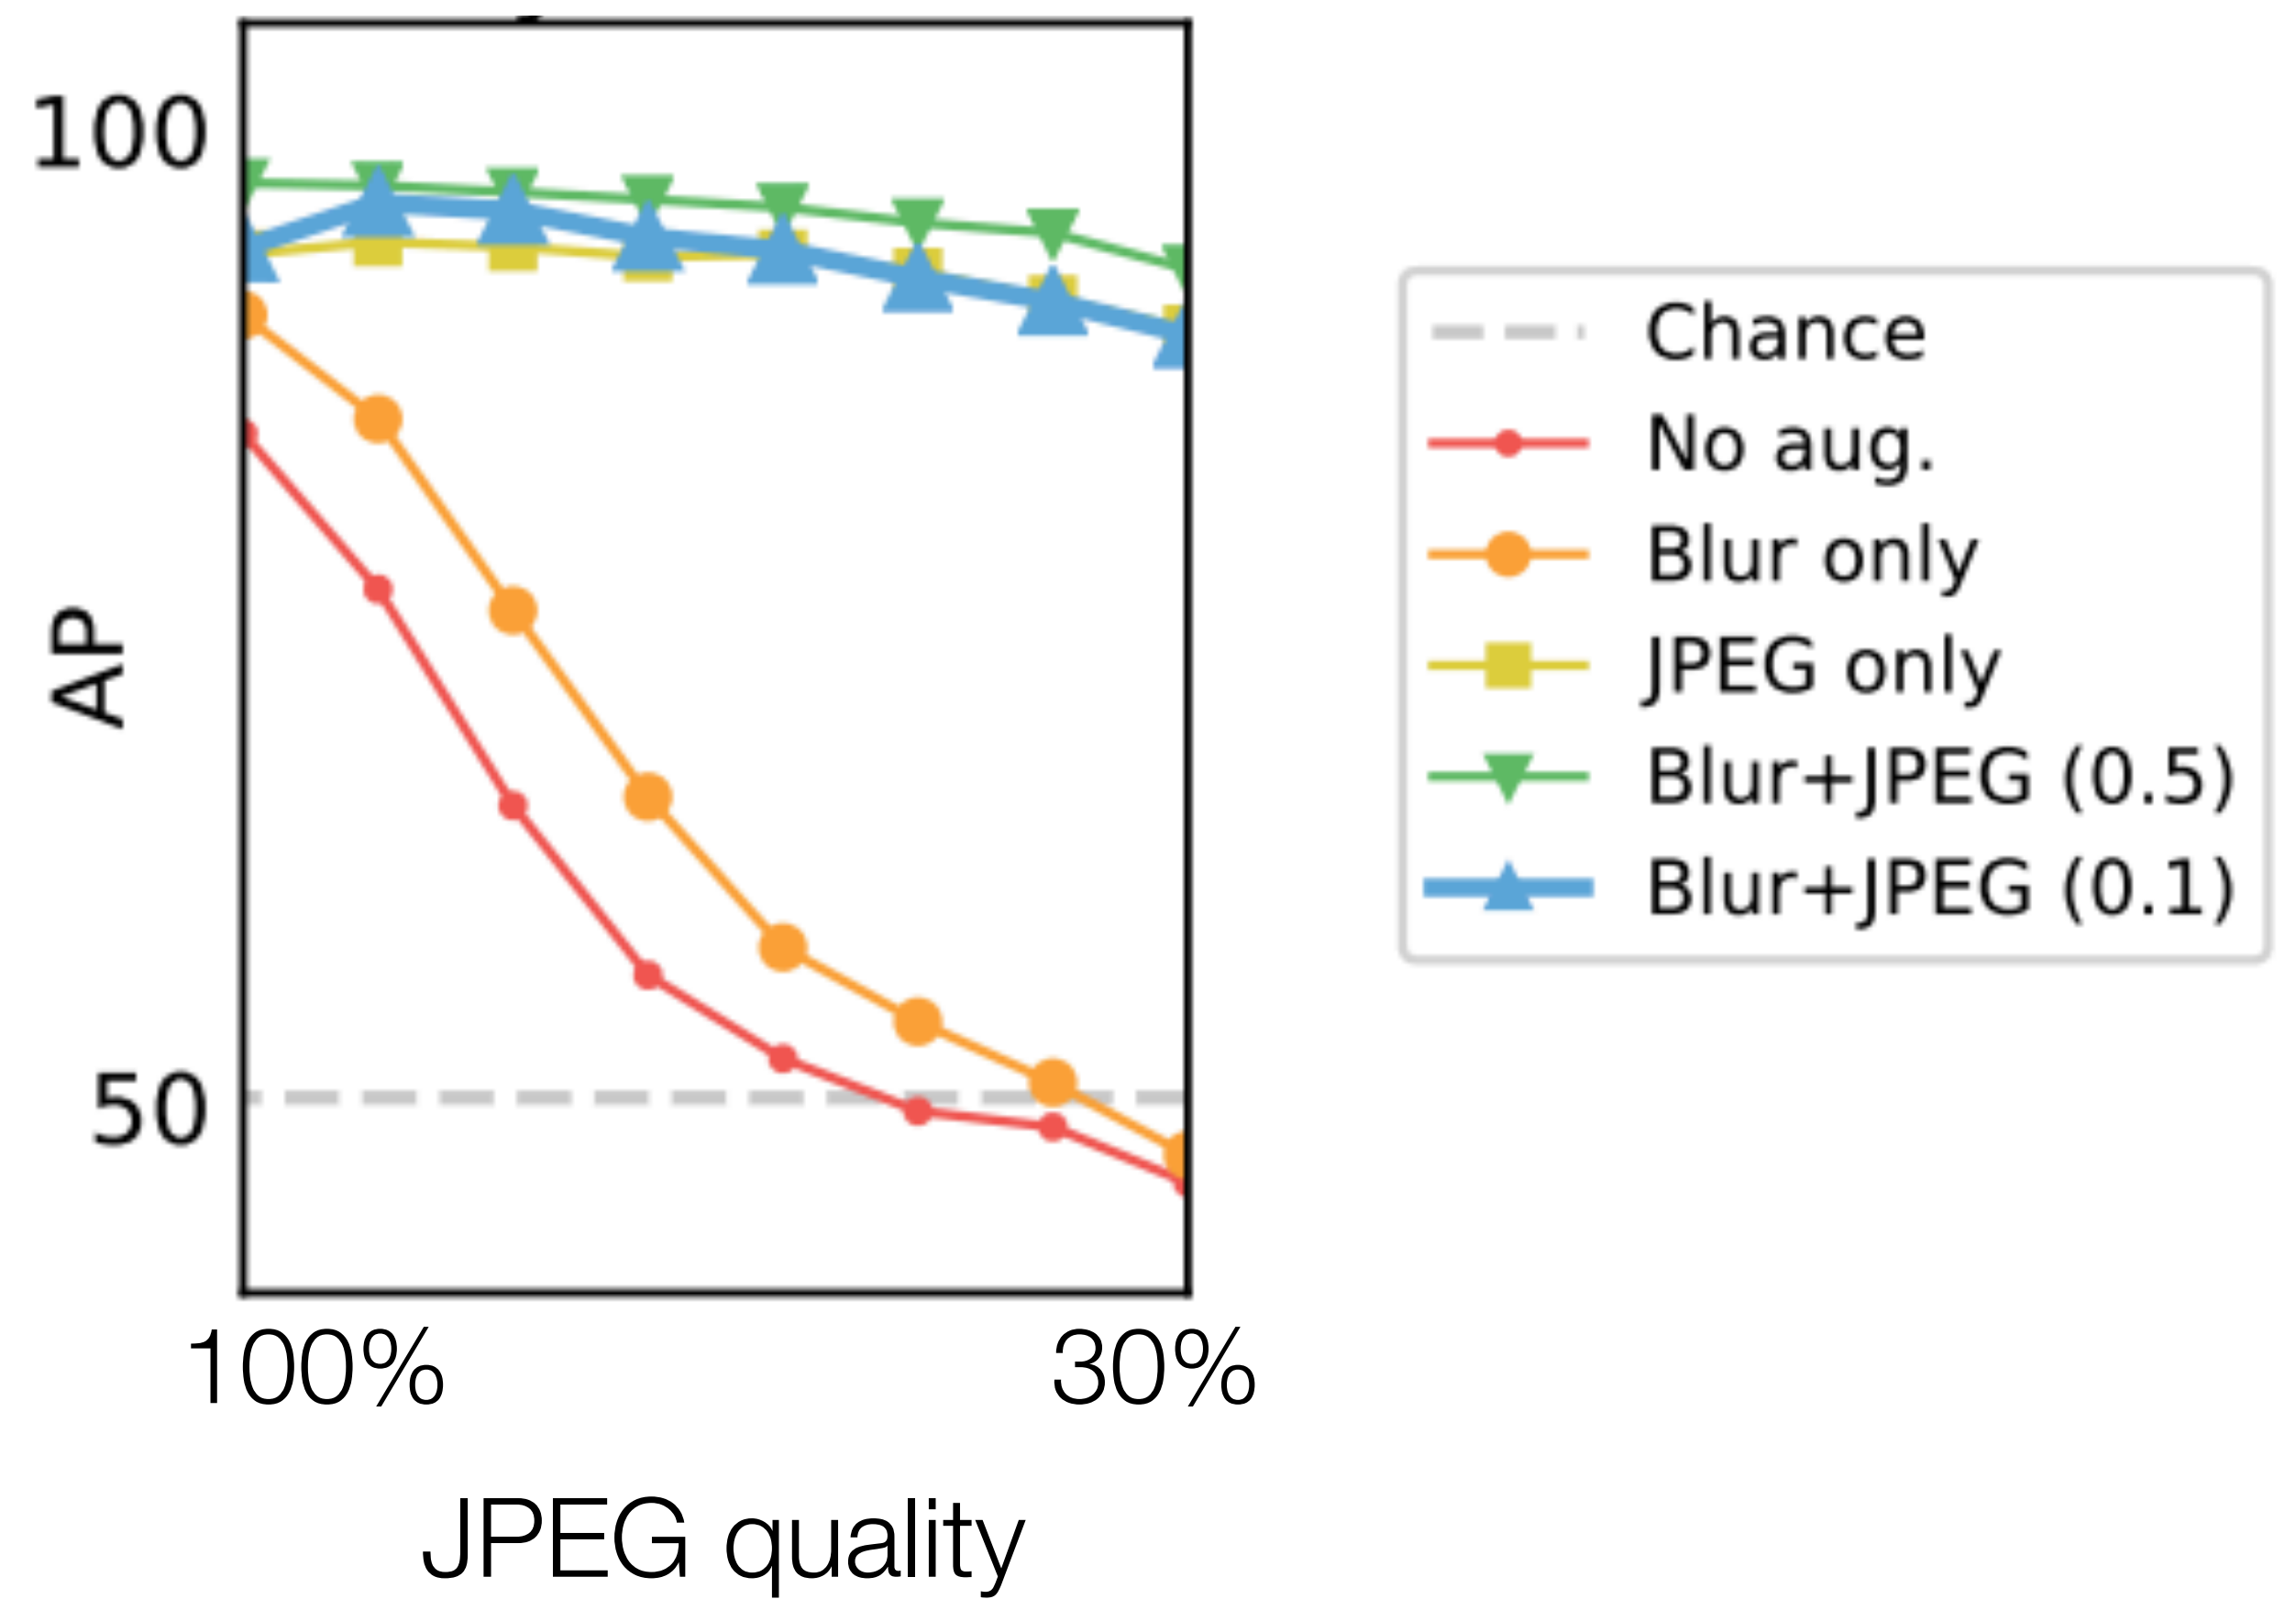 100
50
AP
100%
30%
JPEG quality
Chance
No aug.
Blur only
JPEG only
Blur+JPEG (0.5)
Blur+JPEG (0.1)